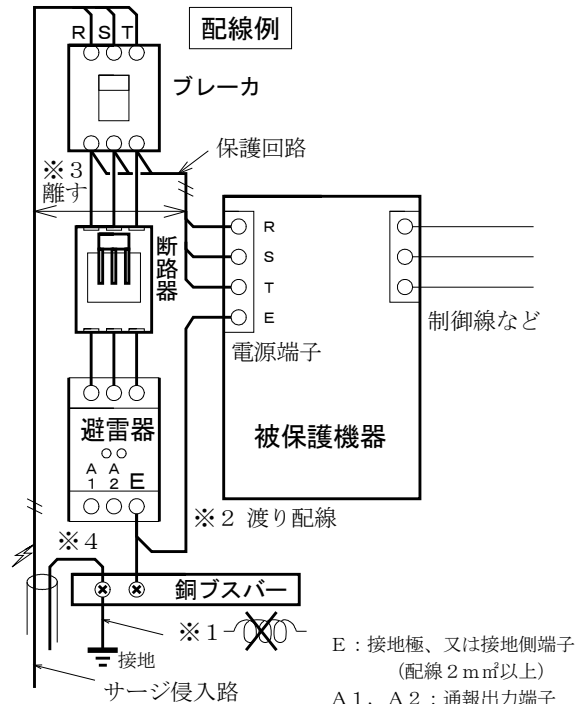 配線例
R S T
ブレーカ
保護回路
※3
離す
断路器
R
S
T
E
電源端子
制御線など
避雷器
A1 A2 E
被保護機器
※2 渡り配線
※4
銅ブスバー
※1
接地
サージ侵入路
E:接地極、又は接地側端子
(配線2mm²以上)
A1，A2:通報出力端子